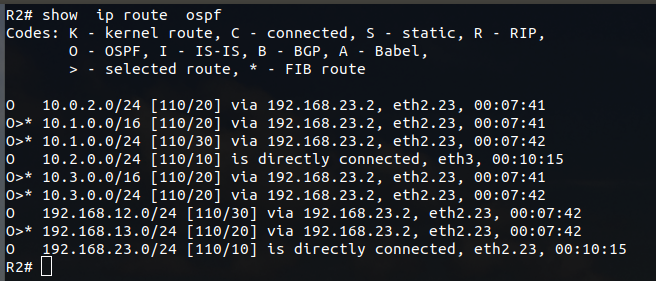 R2# show  ip route  ospf
Codes: K - kernel route, C - connected, S - static, R - RIP,
       O - OSPF, I - IS-IS, B - BGP, A - Babel,
       > - selected route, * - FIB route

O   10.0.2.0/24 [110/20] via 192.168.23.2, eth2.23, 00:07:41
O>* 10.1.0.0/16 [110/20] via 192.168.23.2, eth2.23, 00:07:41
O>* 10.1.0.0/24 [110/30] via 192.168.23.2, eth2.23, 00:07:42
O   10.2.0.0/24 [110/10] is directly connected, eth3, 00:10:15
O>* 10.3.0.0/16 [110/20] via 192.168.23.2, eth2.23, 00:07:41
O>* 10.3.0.0/24 [110/20] via 192.168.23.2, eth2.23, 00:07:42
O   192.168.12.0/24 [110/30] via 192.168.23.2, eth2.23, 00:07:42
O>* 192.168.13.0/24 [110/20] via 192.168.23.2, eth2.23, 00:07:42
O   192.168.23.0/24 [110/10] is directly connected, eth2.23, 00:10:15
R2#